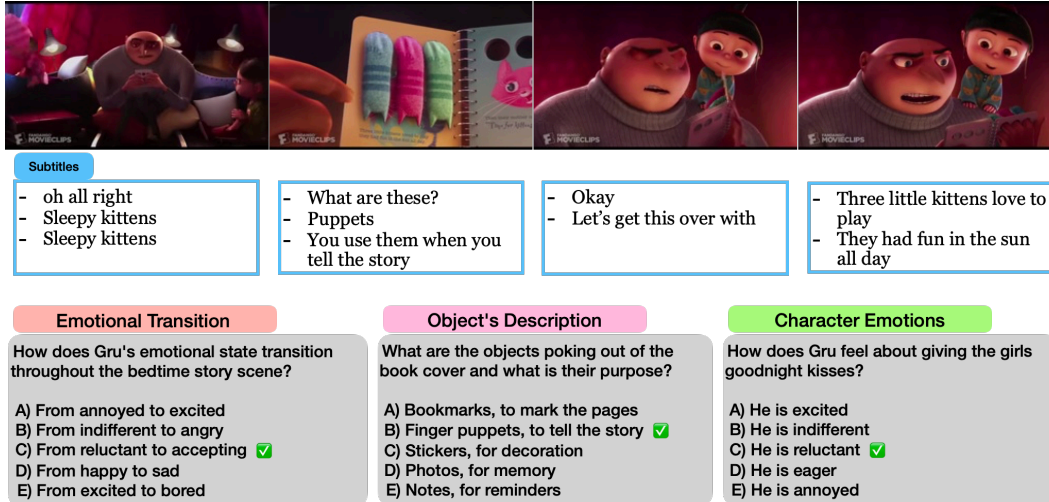 MOVIECLIPS
MOVIECLIPS
MOVIECLIPS
MOVIECLIPS
Subtitles
- oh all right
- Sleepy kittens
- Sleepy kittens
- What are these?
- Puppets
- You use them when you
tell the story
- Okay
- Let's get this over with
- Three little kittens love to
play
- They had fun in the sun
all day
Emotional Transition
How does Gru's emotional state transition
throughout the bedtime story scene?
A) From annoyed to excited
B) From indifferent to angry
C) From reluctant to accepting ✅
D) From happy to sad
E) From excited to bored
Object's Description
What are the objects poking out of the
book cover and what is their purpose?
A) Bookmarks, to mark the pages
B) Finger puppets, to tell the story ✅
C) Stickers, for decoration
D) Photos, for memory
E) Notes, for reminders
Character Emotions
How does Gru feel about giving the girls
goodnight kisses?
A) He is excited
B) He is indifferent
C) He is reluctant ✅
D) He is eager
E) He is annoyed